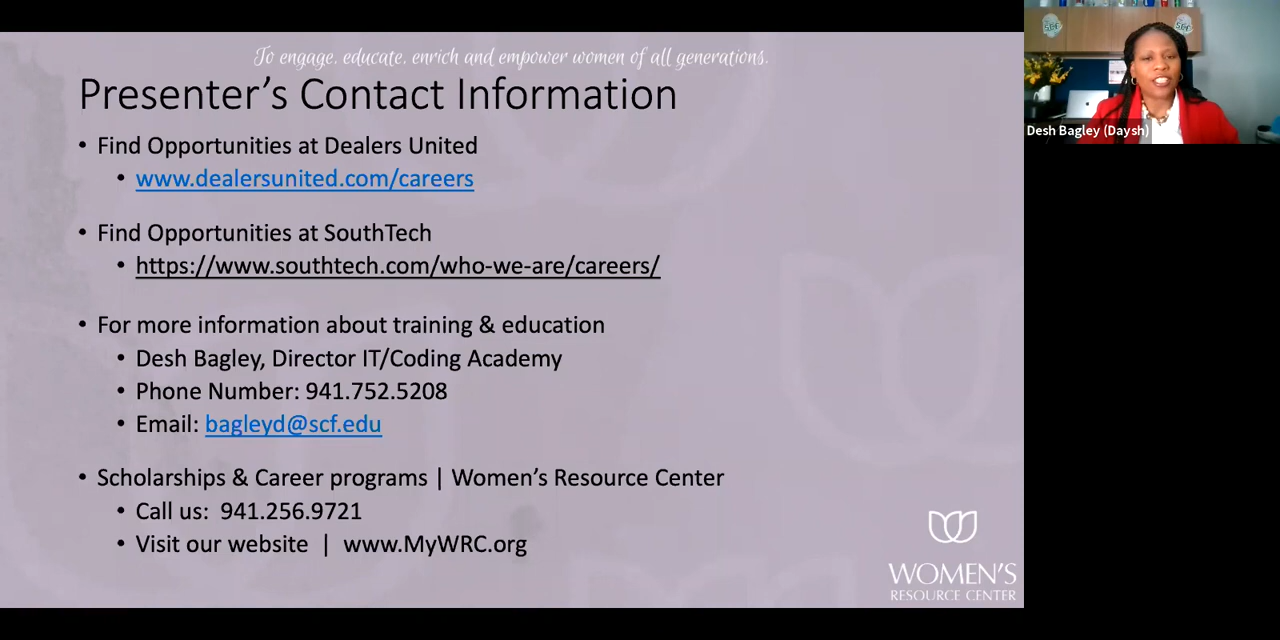 To engage, educate, enrich and empower women of all generations.
Presenter's Contact Information
• Find Opportunities at Dealers United
• www.dealersunited.com/careers
• Find Opportunities at SouthTech
• https://www.southtech.com/who-we-are/careers/
• For more information about training & education
• Desh Bagley, Director IT/Coding Academy
• Phone Number: 941.752.5208
• Email: bagleyd@scf.edu
• Scholarships & Career programs | Women's Resource Center
• Call us: 941.256.9721
• Visit our website | www.MyWRC.org
WOMEN'S
RESOURCE CENTER
SCF
SCF
Desh Bagley (Daysh)